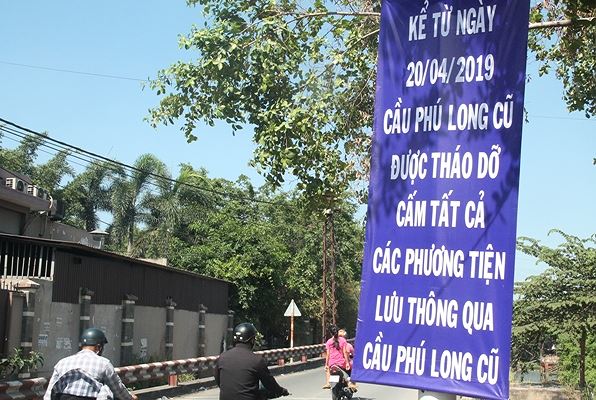 KỂ TỪ NGÀY
20/04/2019
CẦU PHÚ LONG CŨ
ĐƯỢC THÁO DỠ
CẤM TẤT CẢ
CÁC PHƯƠNG TIỆN
LƯU THÔNG QUA
CẦU PHÚ LONG CŨ